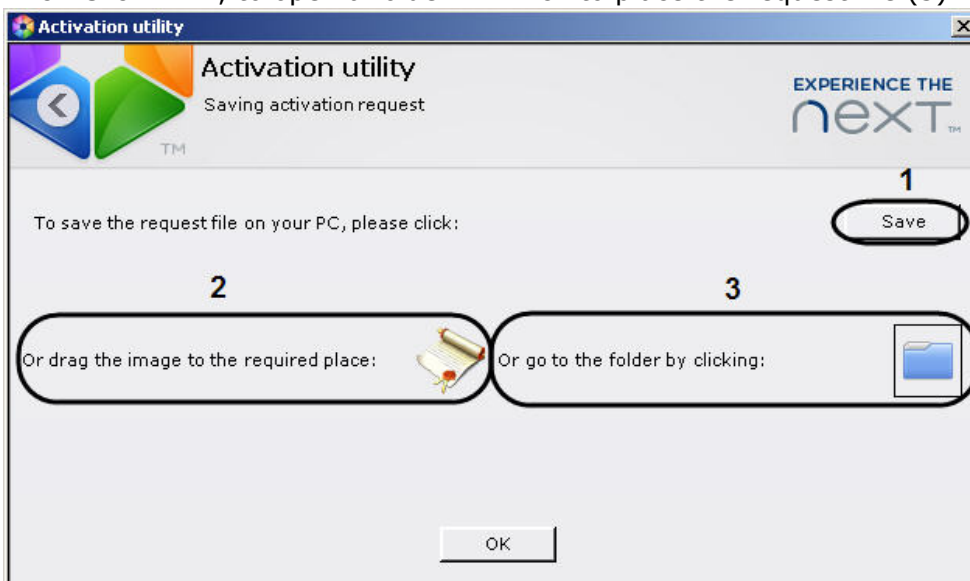 Activation utility
Activation utility
Saving activation request
EXPERIENCE THE
next™
TM
1
To save the request file on your PC, please click:
Save
2
3
Or drag the image to the required place:
Or go to the folder by clicking:
OK